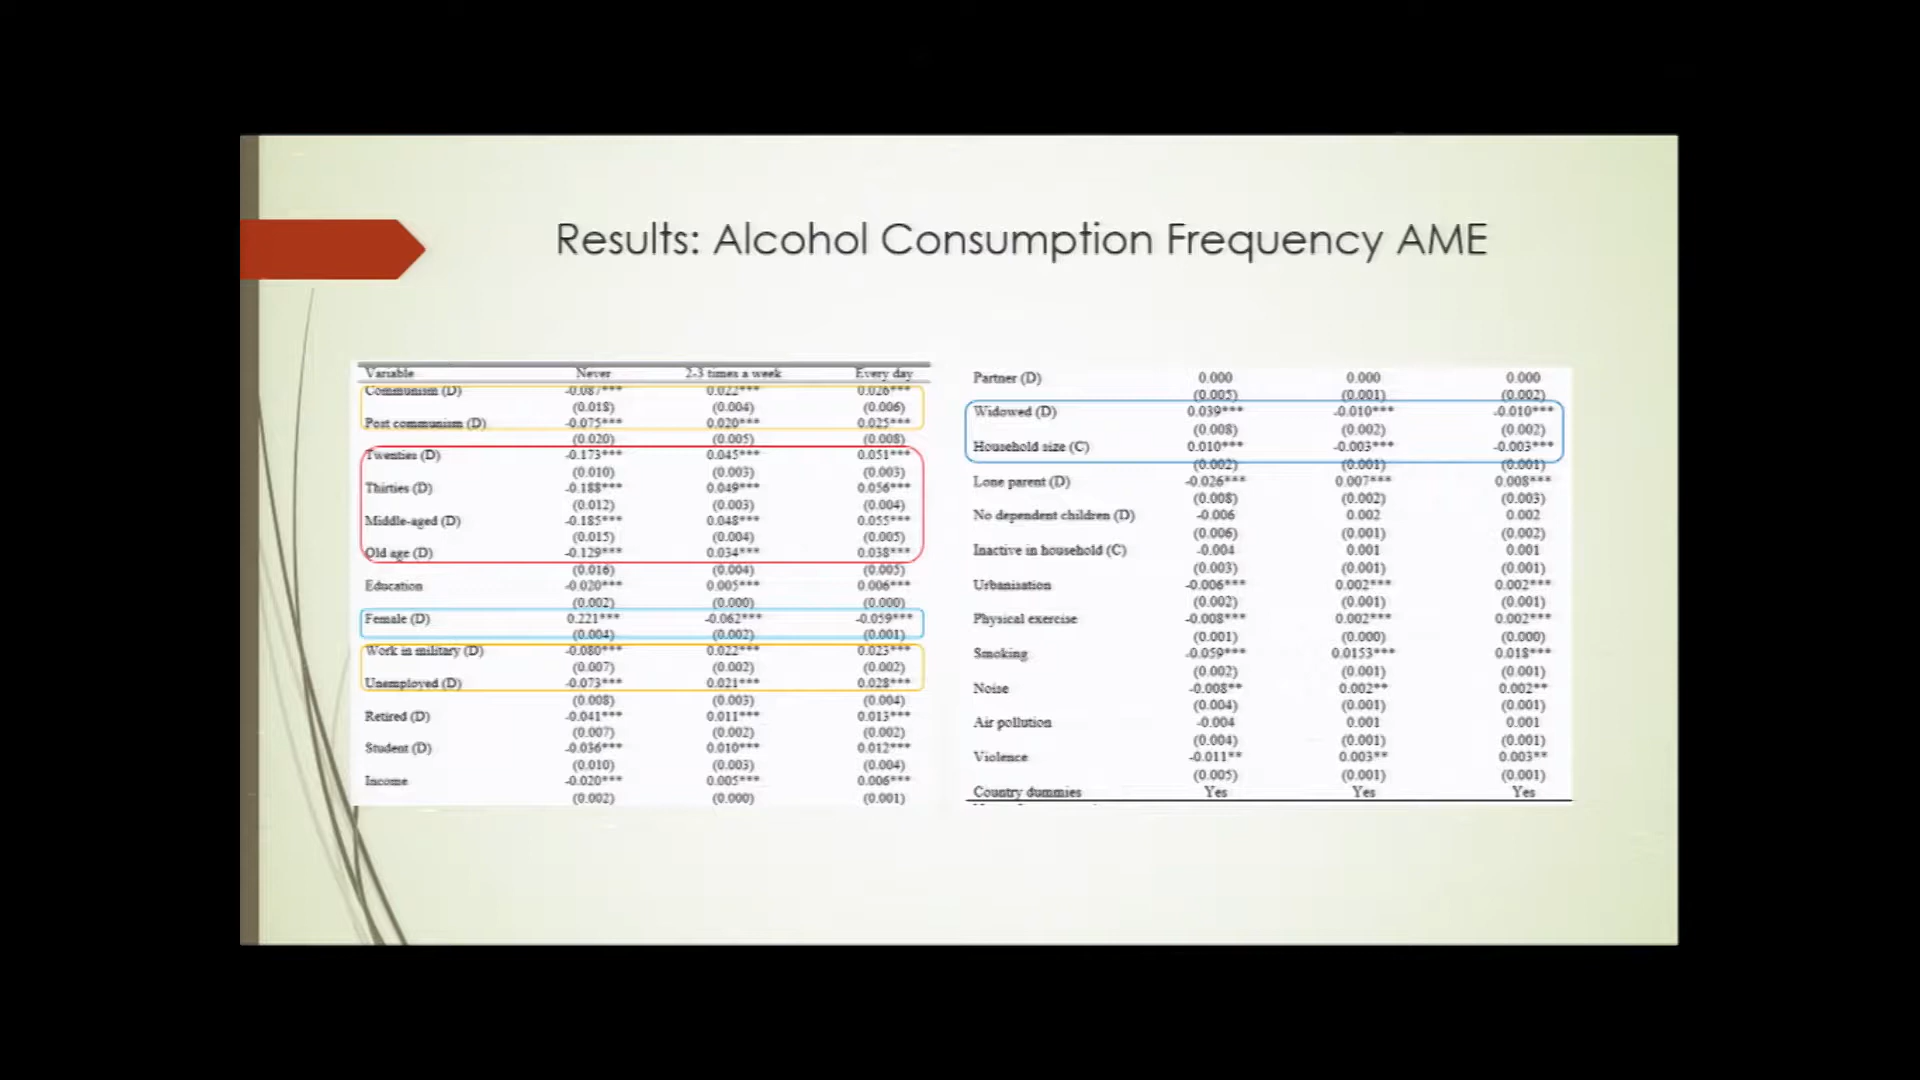 Results: Alcohol Consumption Frequency AME
Variable Never 2-3 times a week Every day
Communism (D) -0.087*** 0.022*** 0.026***
(0.018) (0.004) (0.006)
Post communism (D) -0.075*** 0.020*** 0.025***
(0.020) (0.005) (0.008)
Twenties (D) -0.173*** 0.045*** 0.051***
(0.010) (0.003) (0.003)
Thirties (D) -0.188*** 0.049*** 0.056***
(0.012) (0.003) (0.004)
Middle-aged (D) -0.185*** 0.048*** 0.055***
(0.015) (0.004) (0.005)
Old age (D) -0.129*** 0.034*** 0.038***
(0.016) (0.004) (0.005)
Education -0.020*** 0.005*** 0.006***
(0.002) (0.000) (0.000)
Female (D) 0.221*** -0.062*** -0.059***
(0.004) (0.002) (0.001)
Work in military (D) -0.080*** 0.022*** 0.023***
(0.007) (0.002) (0.002)
Unemployed (D) -0.073*** 0.021*** 0.028***
(0.008) (0.003) (0.004)
Retired (D) -0.041*** 0.011*** 0.013***
(0.007) (0.002) (0.002)
Student (D) -0.036*** 0.010*** 0.012***
(0.010) (0.003) (0.004)
Income -0.020*** 0.005*** 0.006***
(0.002) (0.000) (0.001)
Partner (D) 0.000 0.000 0.000
(0.005) (0.001) (0.002)
Widowed (D) 0.039*** -0.010*** -0.010***
(0.008) (0.002) (0.002)
Household size (C) 0.010*** -0.003*** -0.003***
(0.002) (0.001) (0.001)
Lone parent (D) -0.026*** 0.007*** 0.008***
(0.008) (0.002) (0.003)
No dependent children (D) -0.006 0.002 0.002
(0.006) (0.001) (0.002)
Inactive in household (C) -0.004 0.001 0.001
(0.003) (0.001) (0.001)
Urbanisation -0.006*** 0.002*** 0.002***
(0.002) (0.001) (0.001)
Physical exercise -0.008*** 0.002*** 0.002***
(0.001) (0.000) (0.000)
Smoking -0.059*** 0.0153*** 0.018***
(0.002) (0.001) (0.001)
Noise -0.008** 0.002** 0.002**
(0.004) (0.001) (0.001)
Air pollution -0.004 0.001 0.001
(0.004) (0.001) (0.001)
Violence -0.011** 0.003** 0.003**
(0.005) (0.001) (0.001)
Country dummies Yes Yes Yes